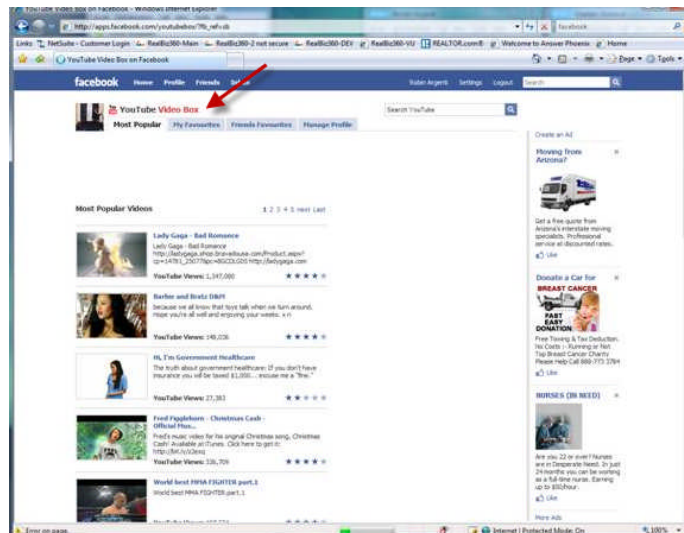 YouTube Video Box on Facebook - Windows Internet Explorer
http://apps.facebook.com/youtubebox/?fb_ref=sb
facebook
Links NetSuite - Customer Login RealBiz360-Main RealBiz360-2 not secure RealBiz360-DEV RealBiz360-VU REALTOR.com® Welcome to Answer Phoenix Home
YouTube Video Box on Facebook
Page Tools
facebook Home Profile Friends Inbox Robin Argenti Settings Logout Search
YouTube Video Box
Search YouTube
Most Popular My Favourites Friends Favourites Manage Profile
Most Popular Videos
1 2 3 4 5 next Last
Lady Gaga - Bad Romance
Lady Gaga - Bad Romance
YouTube Views: 1,347,080
Barbie and Bratz D&M
because we all know that toys talk when we turn around.
Hope you're all well and enjoying your weeks. x n
YouTube Views: 148,036
Hi, I'm Government Healthcare
The truth about government healthcare: If you don't have
insurance you will be taxed $1,000... excuse me a "fine."
YouTube Views: 27,383
Fred Figglehorn - Christmas Cash -
Official Mus...
Fred's music video for his original Christmas song, Christmas
Cash! Available at iTunes. Click here to get it:
YouTube Views: 336,709
World best MMA FIGHTER part.1
World best MMA FIGHTER part.1
Create an Ad
Moving from
Arizona?
Get a free quote from
Arizona's interstate moving
specialists. Professional
service at discounted rates.
Like
Donate a Car for
BREAST CANCER
FAST
EASY
DONATION
Free Towing & Tax Deduction.
No Costs - Running or Not
Top Breast Cancer Charity
Please Help Call 888-773 3784
Like
NURSES (IN NEED)
Are you 22 or over? Nurses
are in Desperate Need. In just
24 months you can be working
as a full-time nurse. Earning
up to $50/hour.
Like
More Ads
Error on page.
Internet | Protected Mode: On
100%